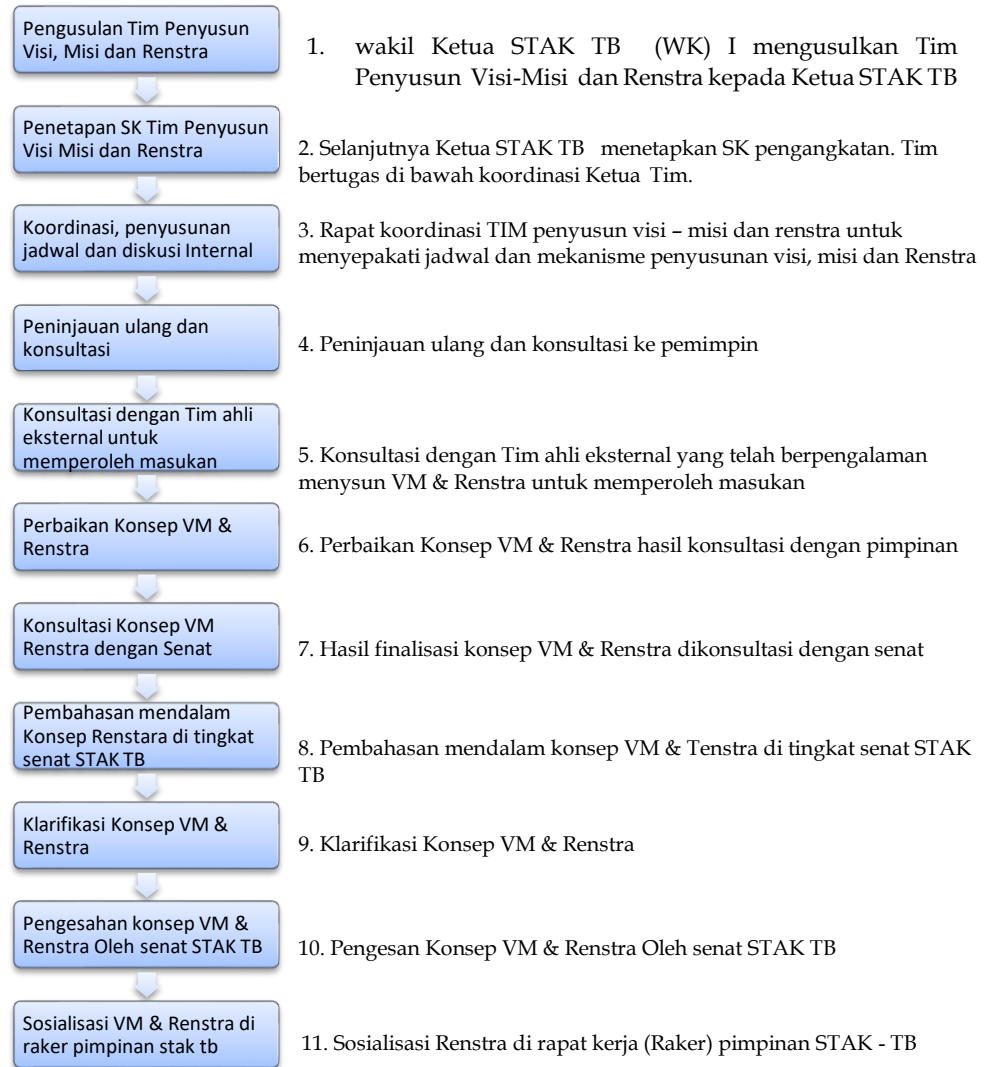 Pengusulan Tim Penyusun
Visi, Misi dan Renstra
1. wakil Ketua STAK TB (WK) I mengusulkan Tim
Penyusun Visi-Misi dan Renstra kepada Ketua STAK TB
Penetapan SK Tim Penyusun
Visi Misi dan Renstra
2. Selanjutnya Ketua STAK TB menetapkan SK pengangkatan. Tim
bertugas di bawah koordinasi Ketua Tim.
Koordinasi, penyusunan
jadwal dan diskusi Internal
3. Rapat koordinasi TIM penyusun visi – misi dan renstra untuk
menyepakati jadwal dan mekanisme penyusunan visi, misi dan Renstra
Peninjauan ulang dan
konsultasi
4. Peninjauan ulang dan konsultasi ke pemimpin
Konsultasi dengan Tim ahli
eksternal untuk
memperoleh masukan
5. Konsultasi dengan Tim ahli eksternal yang telah berpengalaman
menysun VM & Renstra untuk memperoleh masukan
Perbaikan Konsep VM &
Renstra
6. Perbaikan Konsep VM & Renstra hasil konsultasi dengan pimpinan
Konsultasi Konsep VM
Renstra dengan Senat
7. Hasil finalisasi konsep VM & Renstra dikonsultasi dengan senat
Pembahasan mendalam
Konsep Renstara di tingkat
senat STAK TB
8. Pembahasan mendalam konsep VM & Tenstra di tingkat senat STAK
TB
Klarifikasi Konsep VM &
Renstra
9. Klarifikasi Konsep VM & Renstra
Pengesahan konsep VM &
Renstra Oleh senat STAK TB
10. Pengesan Konsep VM & Renstra Oleh senat STAK TB
Sosialisasi VM & Renstra di
raker pimpinan stak tb
11. Sosialisasi Renstra di rapat kerja (Raker) pimpinan STAK - TB